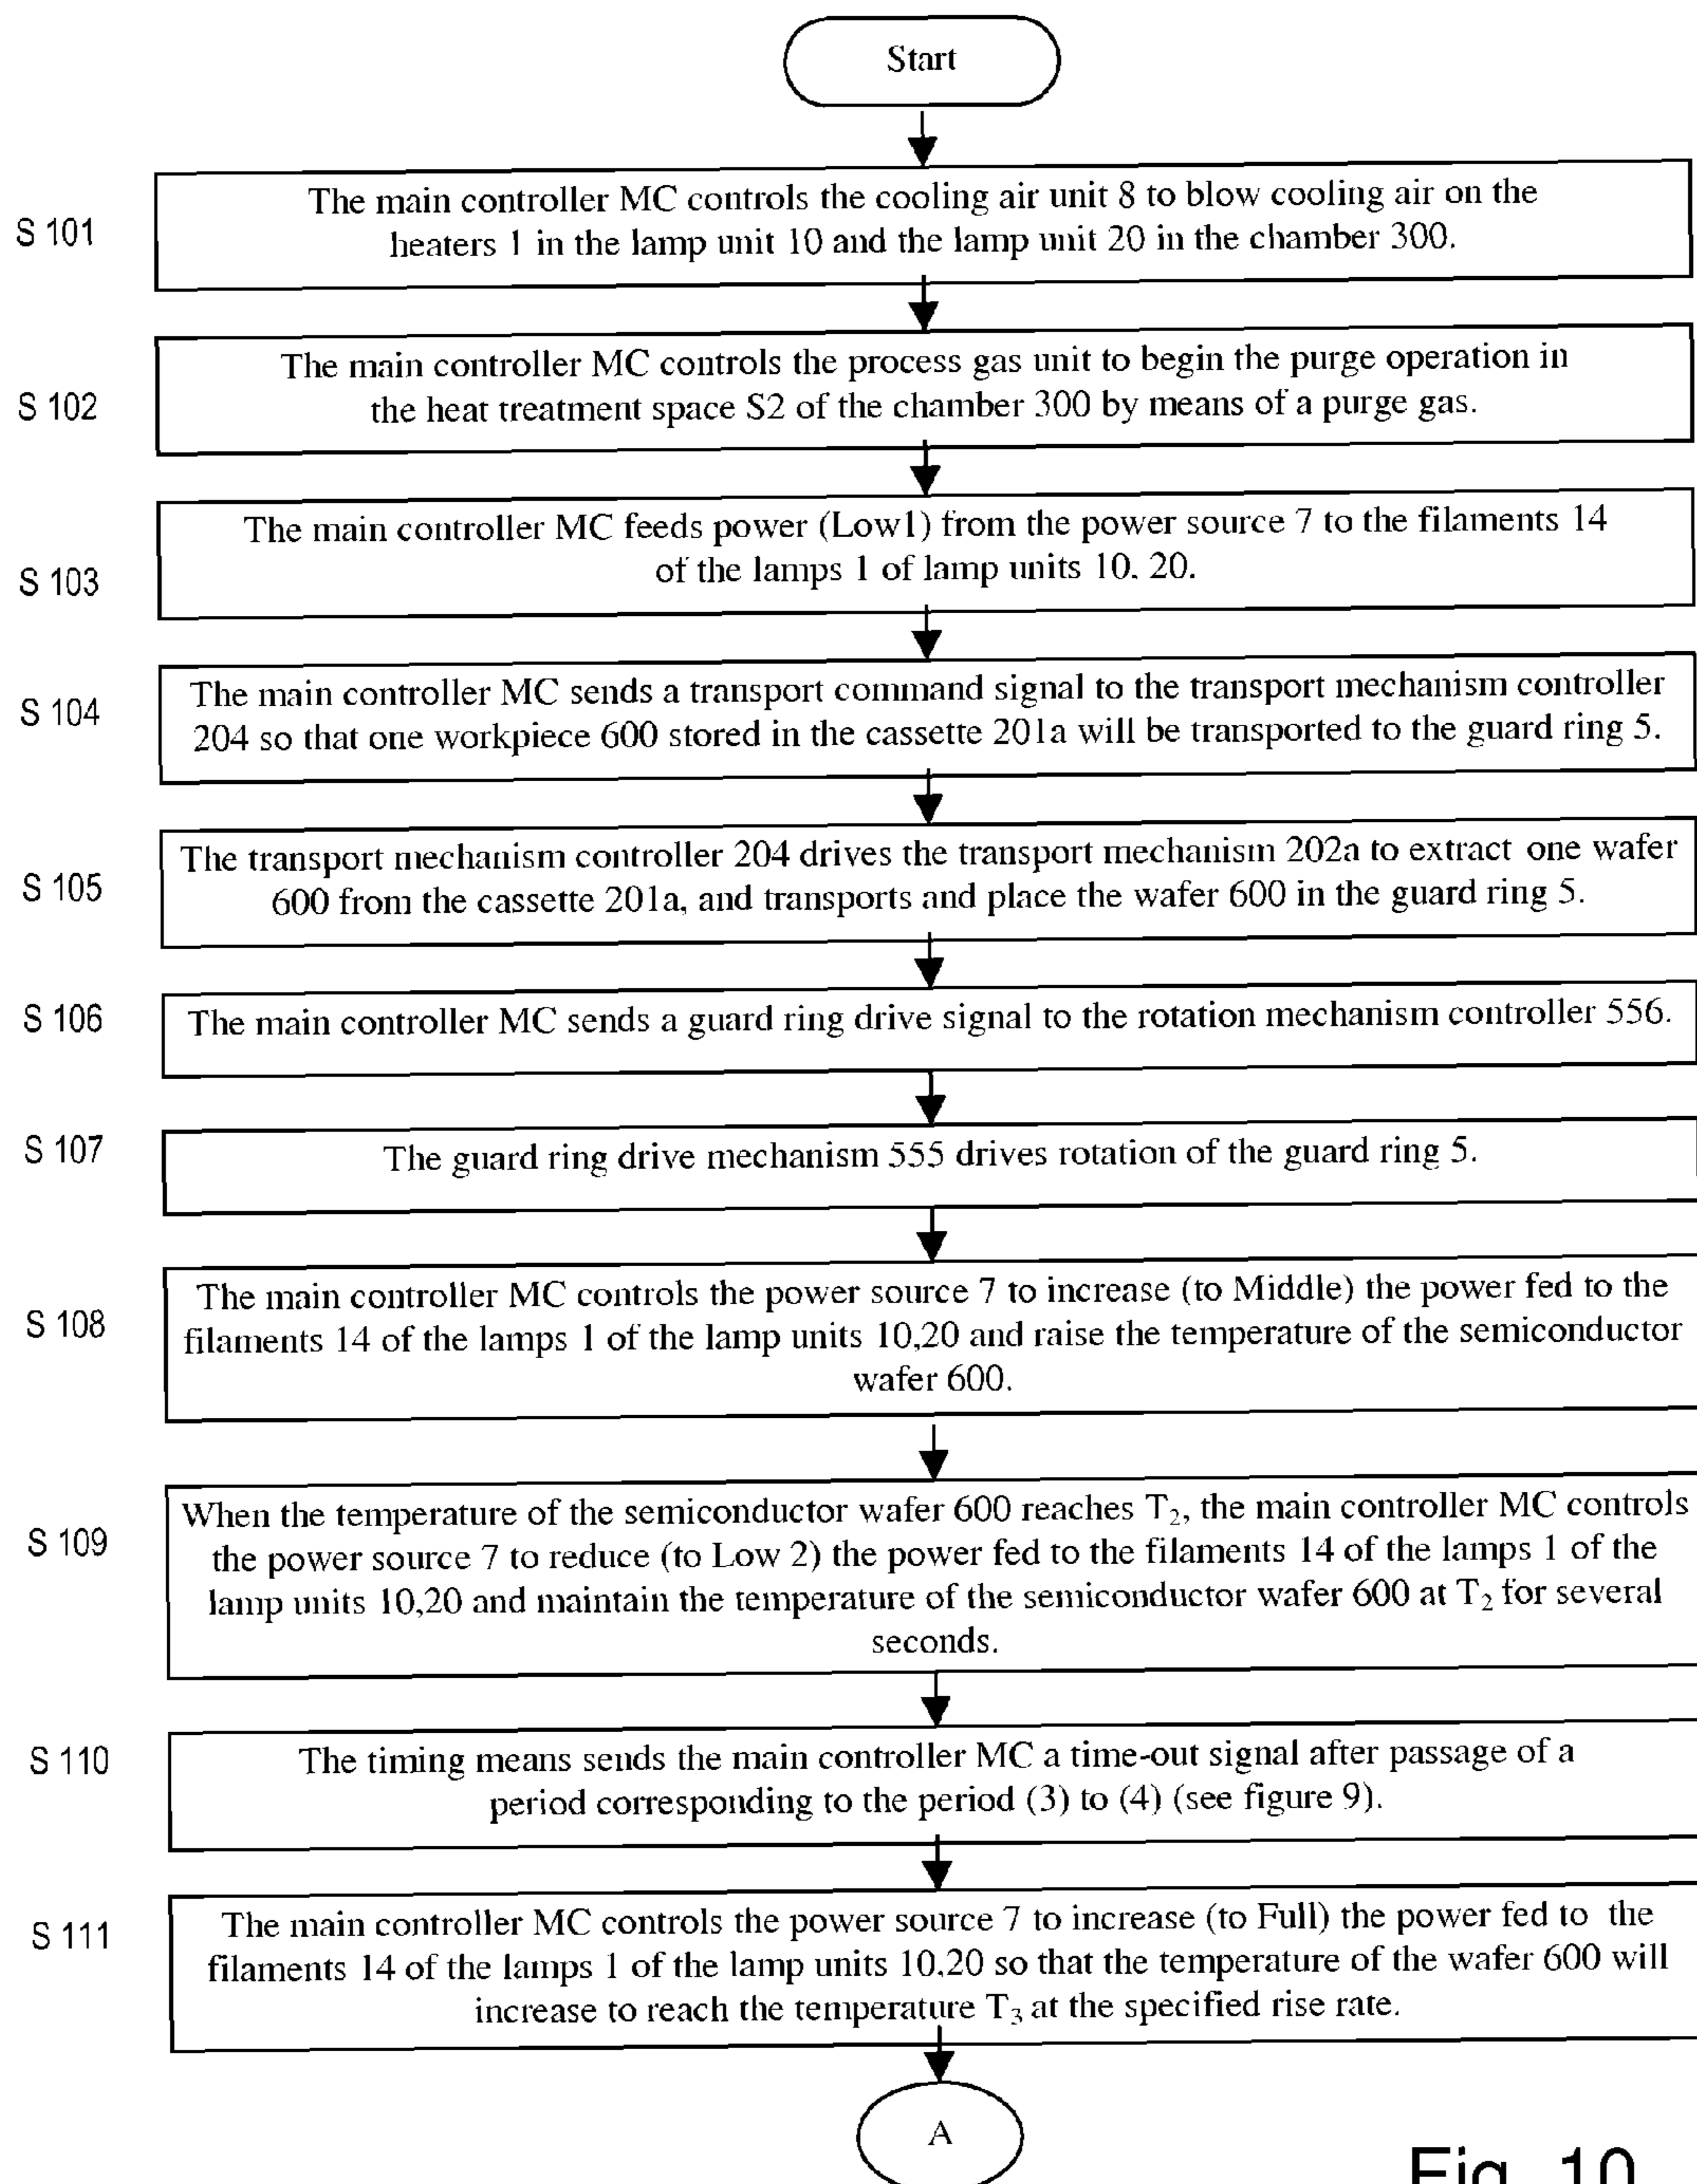 Start
S 101
The main controller MC controls the cooling air unit 8 to blow cooling air on the
heaters 1 in the lamp unit 10 and the lamp unit 20 in the chamber 300.
S 102
The main controller MC controls the process gas unit to begin the purge operation in
the heat treatment space S2 of the chamber 300 by means of a purge gas.
S 103
The main controller MC feeds power (Low1) from the power source 7 to the filaments 14
of the lamps 1 of lamp units 10, 20.
S 104
The main controller MC sends a transport command signal to the transport mechanism controller
204 so that one workpiece 600 stored in the cassette 201a will be transported to the guard ring 5.
S 105
The transport mechanism controller 204 drives the transport mechanism 202a to extract one wafer
600 from the cassette 201a, and transports and place the wafer 600 in the guard ring 5.
S 106
The main controller MC sends a guard ring drive signal to the rotation mechanism controller 556.
S 107
The guard ring drive mechanism 555 drives rotation of the guard ring 5.
S 108
The main controller MC controls the power source 7 to increase (to Middle) the power fed to the
filaments 14 of the lamps 1 of the lamp units 10,20 and raise the temperature of the semiconductor
wafer 600.
S 109
When the temperature of the semiconductor wafer 600 reaches T₂, the main controller MC controls
the power source 7 to reduce (to Low 2) the power fed to the filaments 14 of the lamps 1 of the
lamp units 10,20 and maintain the temperature of the semiconductor wafer 600 at T₂ for several
seconds.
S 110
The timing means sends the main controller MC a time-out signal after passage of a
period corresponding to the period (3) to (4) (see figure 9).
S 111
The main controller MC controls the power source 7 to increase (to Full) the power fed to the
filaments 14 of the lamps 1 of the lamp units 10,20 so that the temperature of the wafer 600 will
increase to reach the temperature T₃ at the specified rise rate.
A
Fig. 10